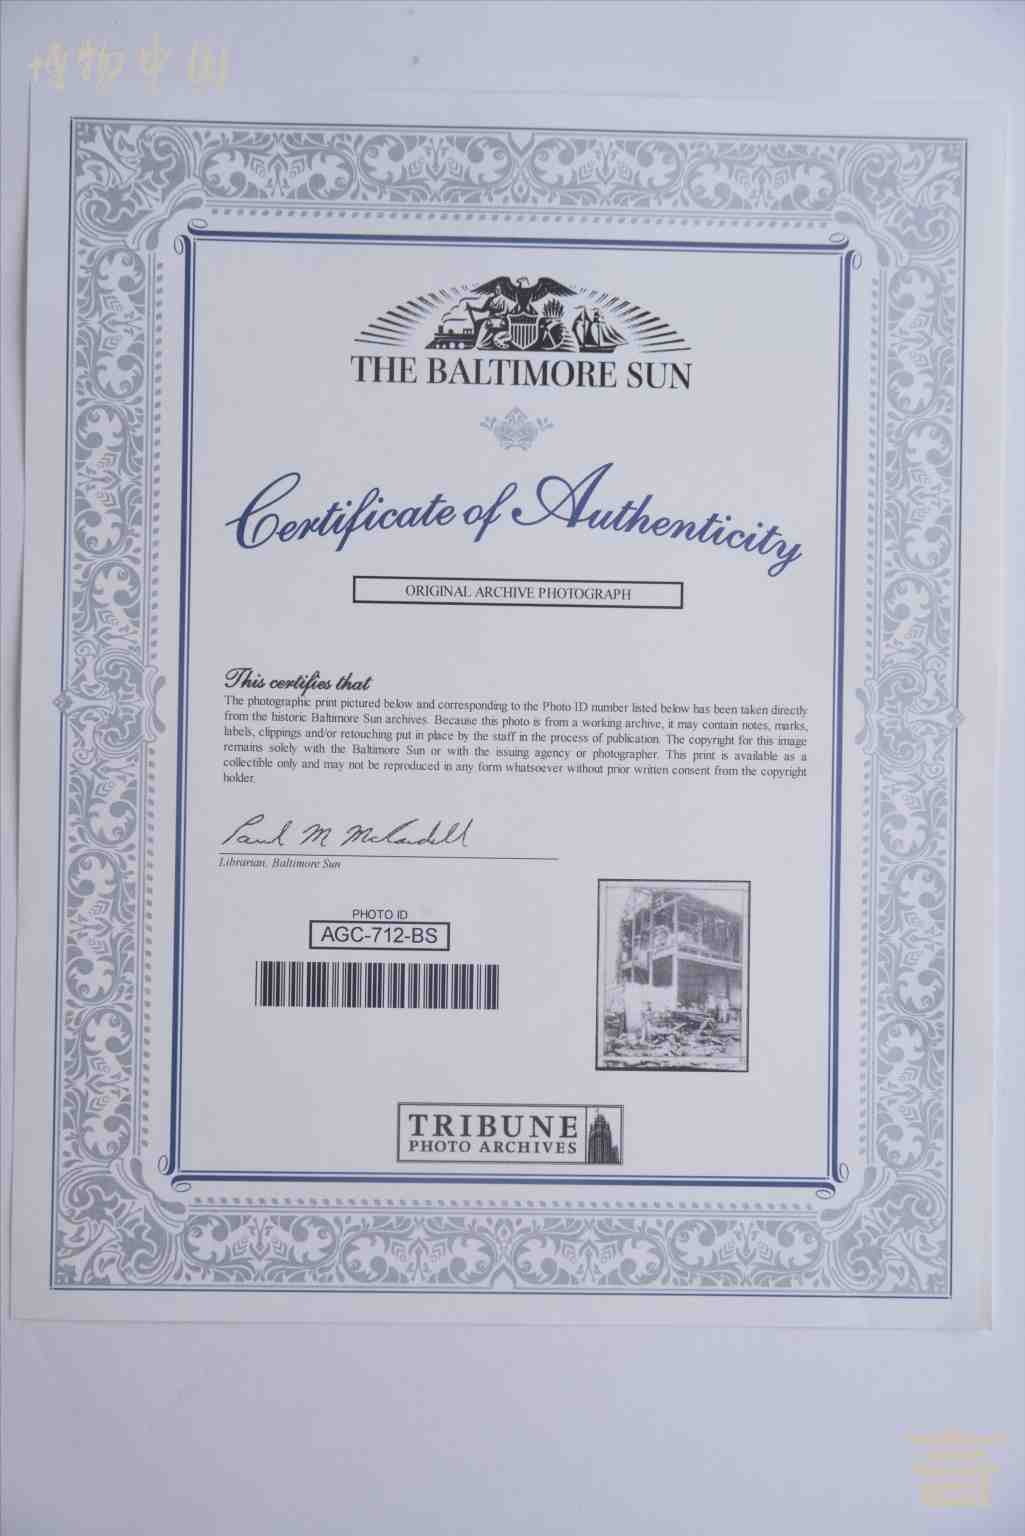 博物中国
THE BALTIMORE SUN
Certificate of Authenticity
ORIGINAL ARCHIVE PHOTOGRAPH
This certifies that
The photographic print pictured below and corresponding to the Photo ID number listed below has been taken directly
from the historic Baltimore Sun archives. Because this photo is from a working archive, it may contain notes, marks,
labels, clippings and/or retouching put in place by the staff in the process of publication. The copyright for this image
remains solely with the Baltimore Sun or with the issuing agency or photographer. This print is available as a
collectible only and may not be reproduced in any form whatsoever without prior written consent from the copyright
holder.
Paul M McCardell
Librarian, Baltimore Sun
PHOTO ID
AGC-712-BS
TRIBUNE
PHOTO ARCHIVES